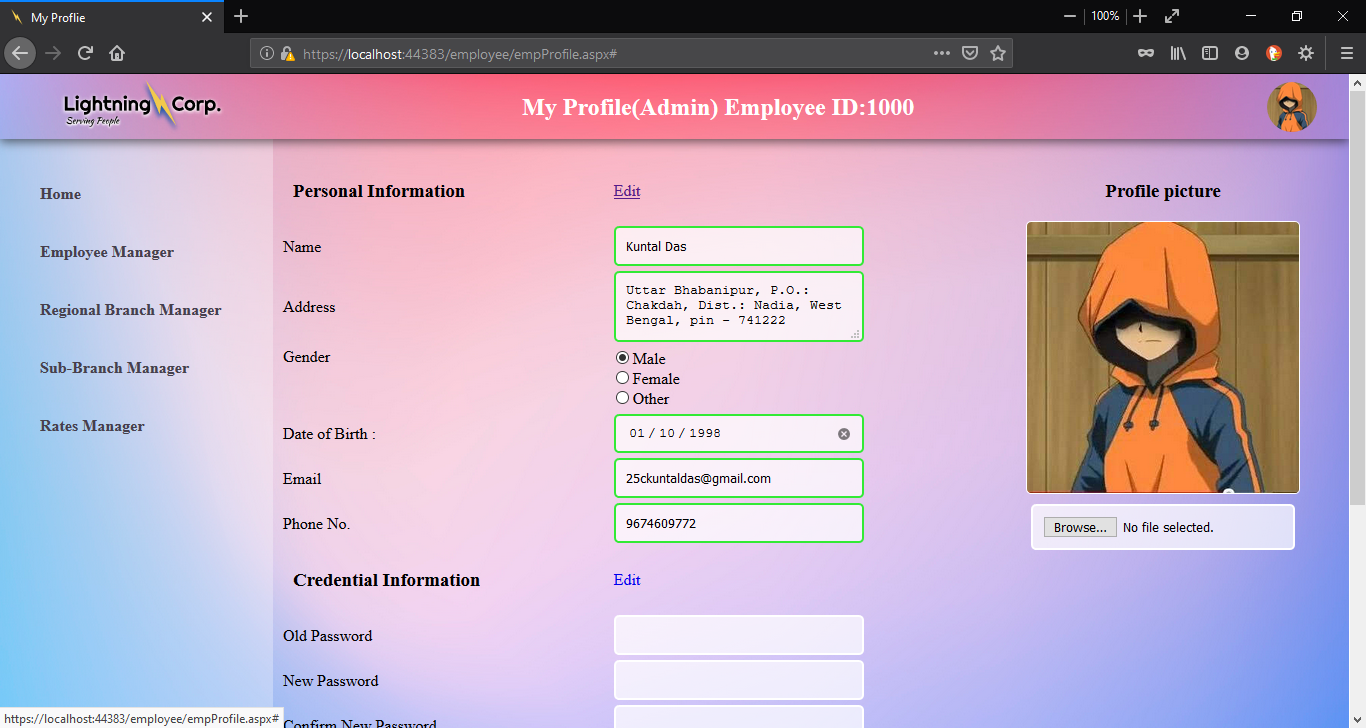 My Proflie
100%
https://localhost:44383/employee/empProfile.aspx#
Lightning Corp.
Serving People
My Profile(Admin) Employee ID:1000
Home
Employee Manager
Regional Branch Manager
Sub-Branch Manager
Rates Manager
Personal Information
Edit
Name
Kuntal Das
Address
Uttar Bhabanipur, P.O.:
Chakdah, Dist.: Nadia, West
Bengal, pin - 741222
Gender
Male
Female
Other
Date of Birth :
01 / 10 / 1998
Email
25ckuntaldas@gmail.com
Phone No.
9674609772
Credential Information
Edit
Old Password
New Password
Confirm New Password
Profile picture
Browse... No file selected.
https://localhost:44383/employee/empProfile.aspx#